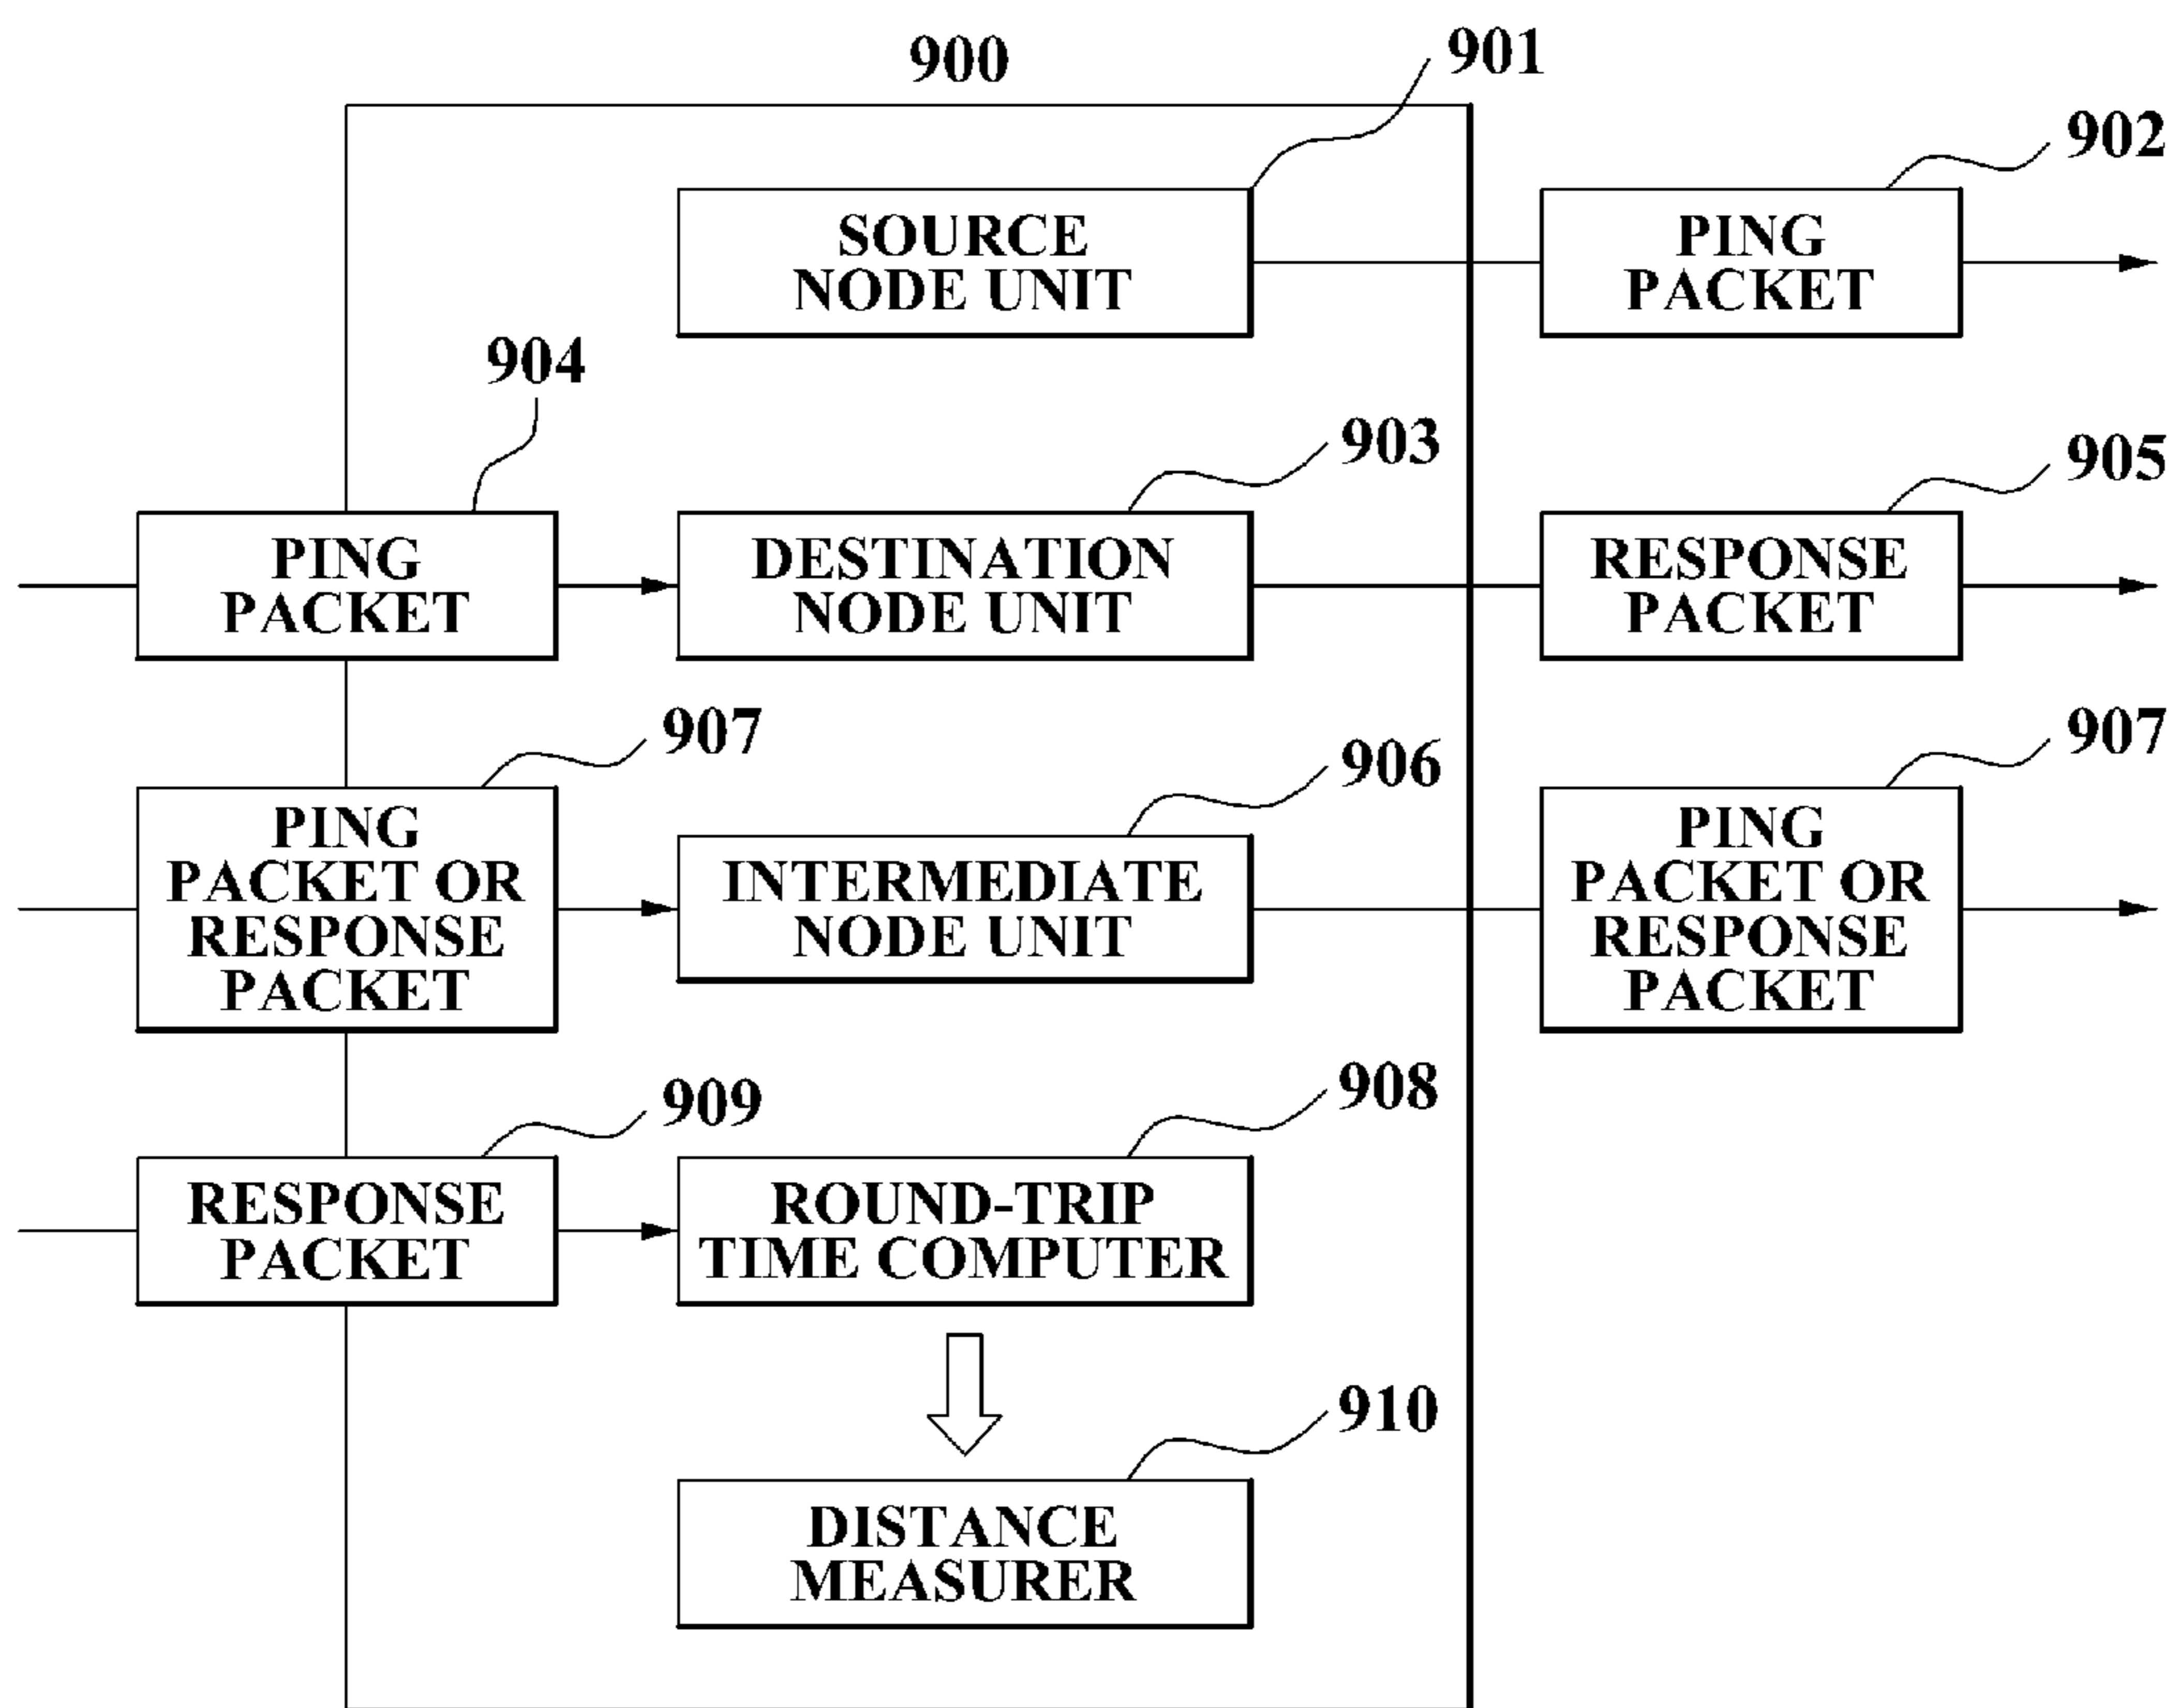 900
901
902
SOURCE
NODE UNIT
PING
PACKET
904
903
905
PING
PACKET
DESTINATION
NODE UNIT
RESPONSE
PACKET
907
906
907
PING
PACKET OR
RESPONSE
PACKET
INTERMEDIATE
NODE UNIT
PING
PACKET OR
RESPONSE
PACKET
909
908
RESPONSE
PACKET
ROUND-TRIP
TIME COMPUTER
910
DISTANCE
MEASURER